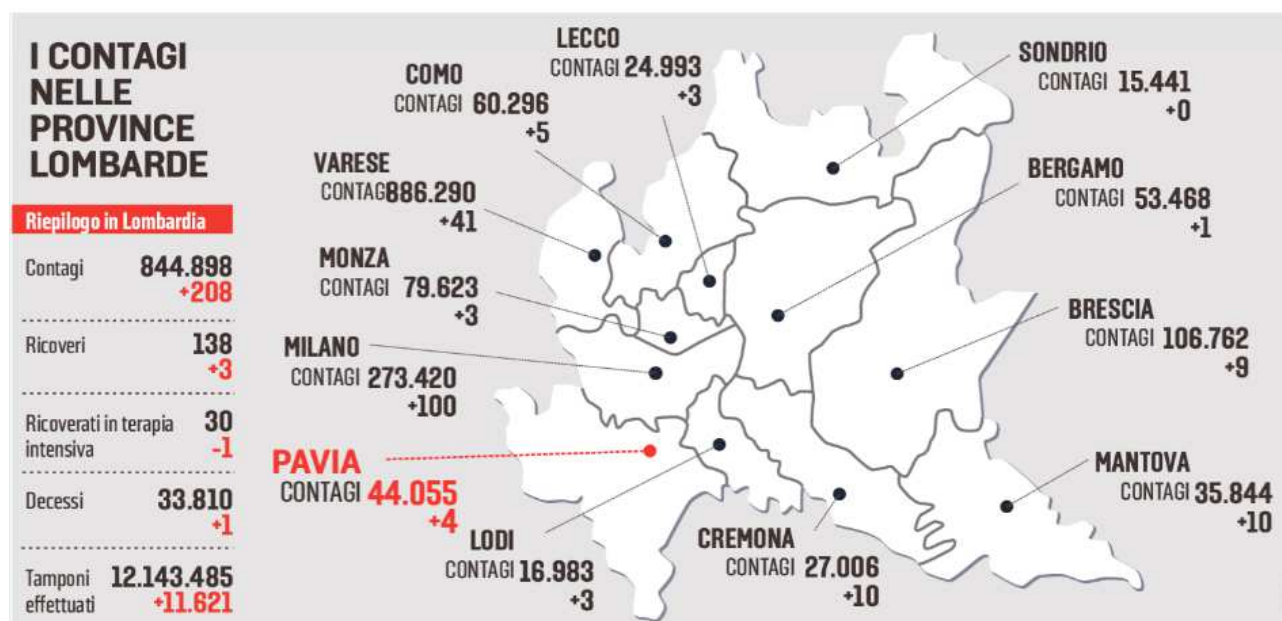 I CONTAGI
NELLE
PROVINCE
LOMBARDE
Riepilogo in Lombardia
Contagi 844.898
+208
Ricoveri 138
+3
Ricoverati in terapia intensiva 30
-1
Decessi 33.810
+1
Tamponi effettuati 12.143.485
+11.621
LECCO
CONTAGI 24.993
+3
COMO
CONTAGI 60.296
+5
VARESE
CONTAG886.290
+41
MONZA
CONTAGI 79.623
+3
MILANO
CONTAGI 273.420
+100
PAVIA
CONTAGI 44.055
+4
LODI
CONTAGI 16.983
+3
CREMONA
CONTAGI 27.006
+10
SONDRIO
CONTAGI 15.441
+0
BERGAMO
CONTAGI 53.468
+1
BRESCIA
CONTAGI 106.762
+9
MANTOVA
CONTAGI 35.844
+10